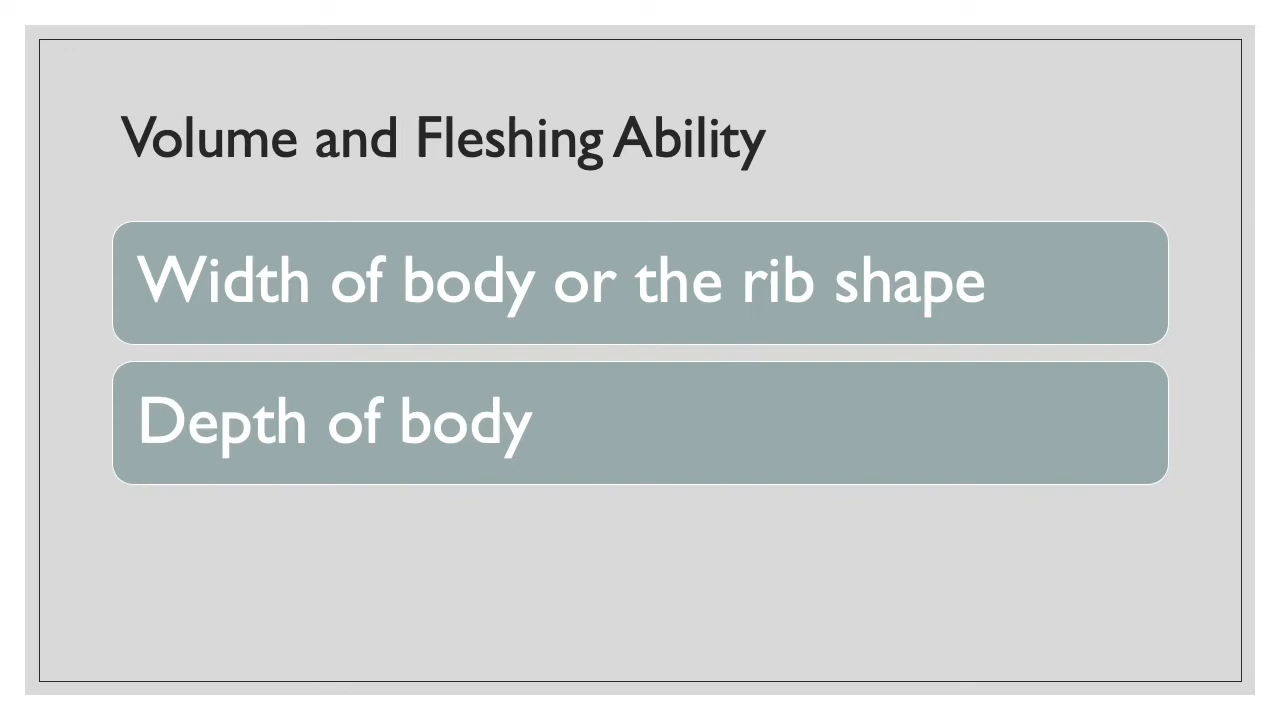 Volume and Fleshing Ability
Width of body or the rib shape
Depth of body